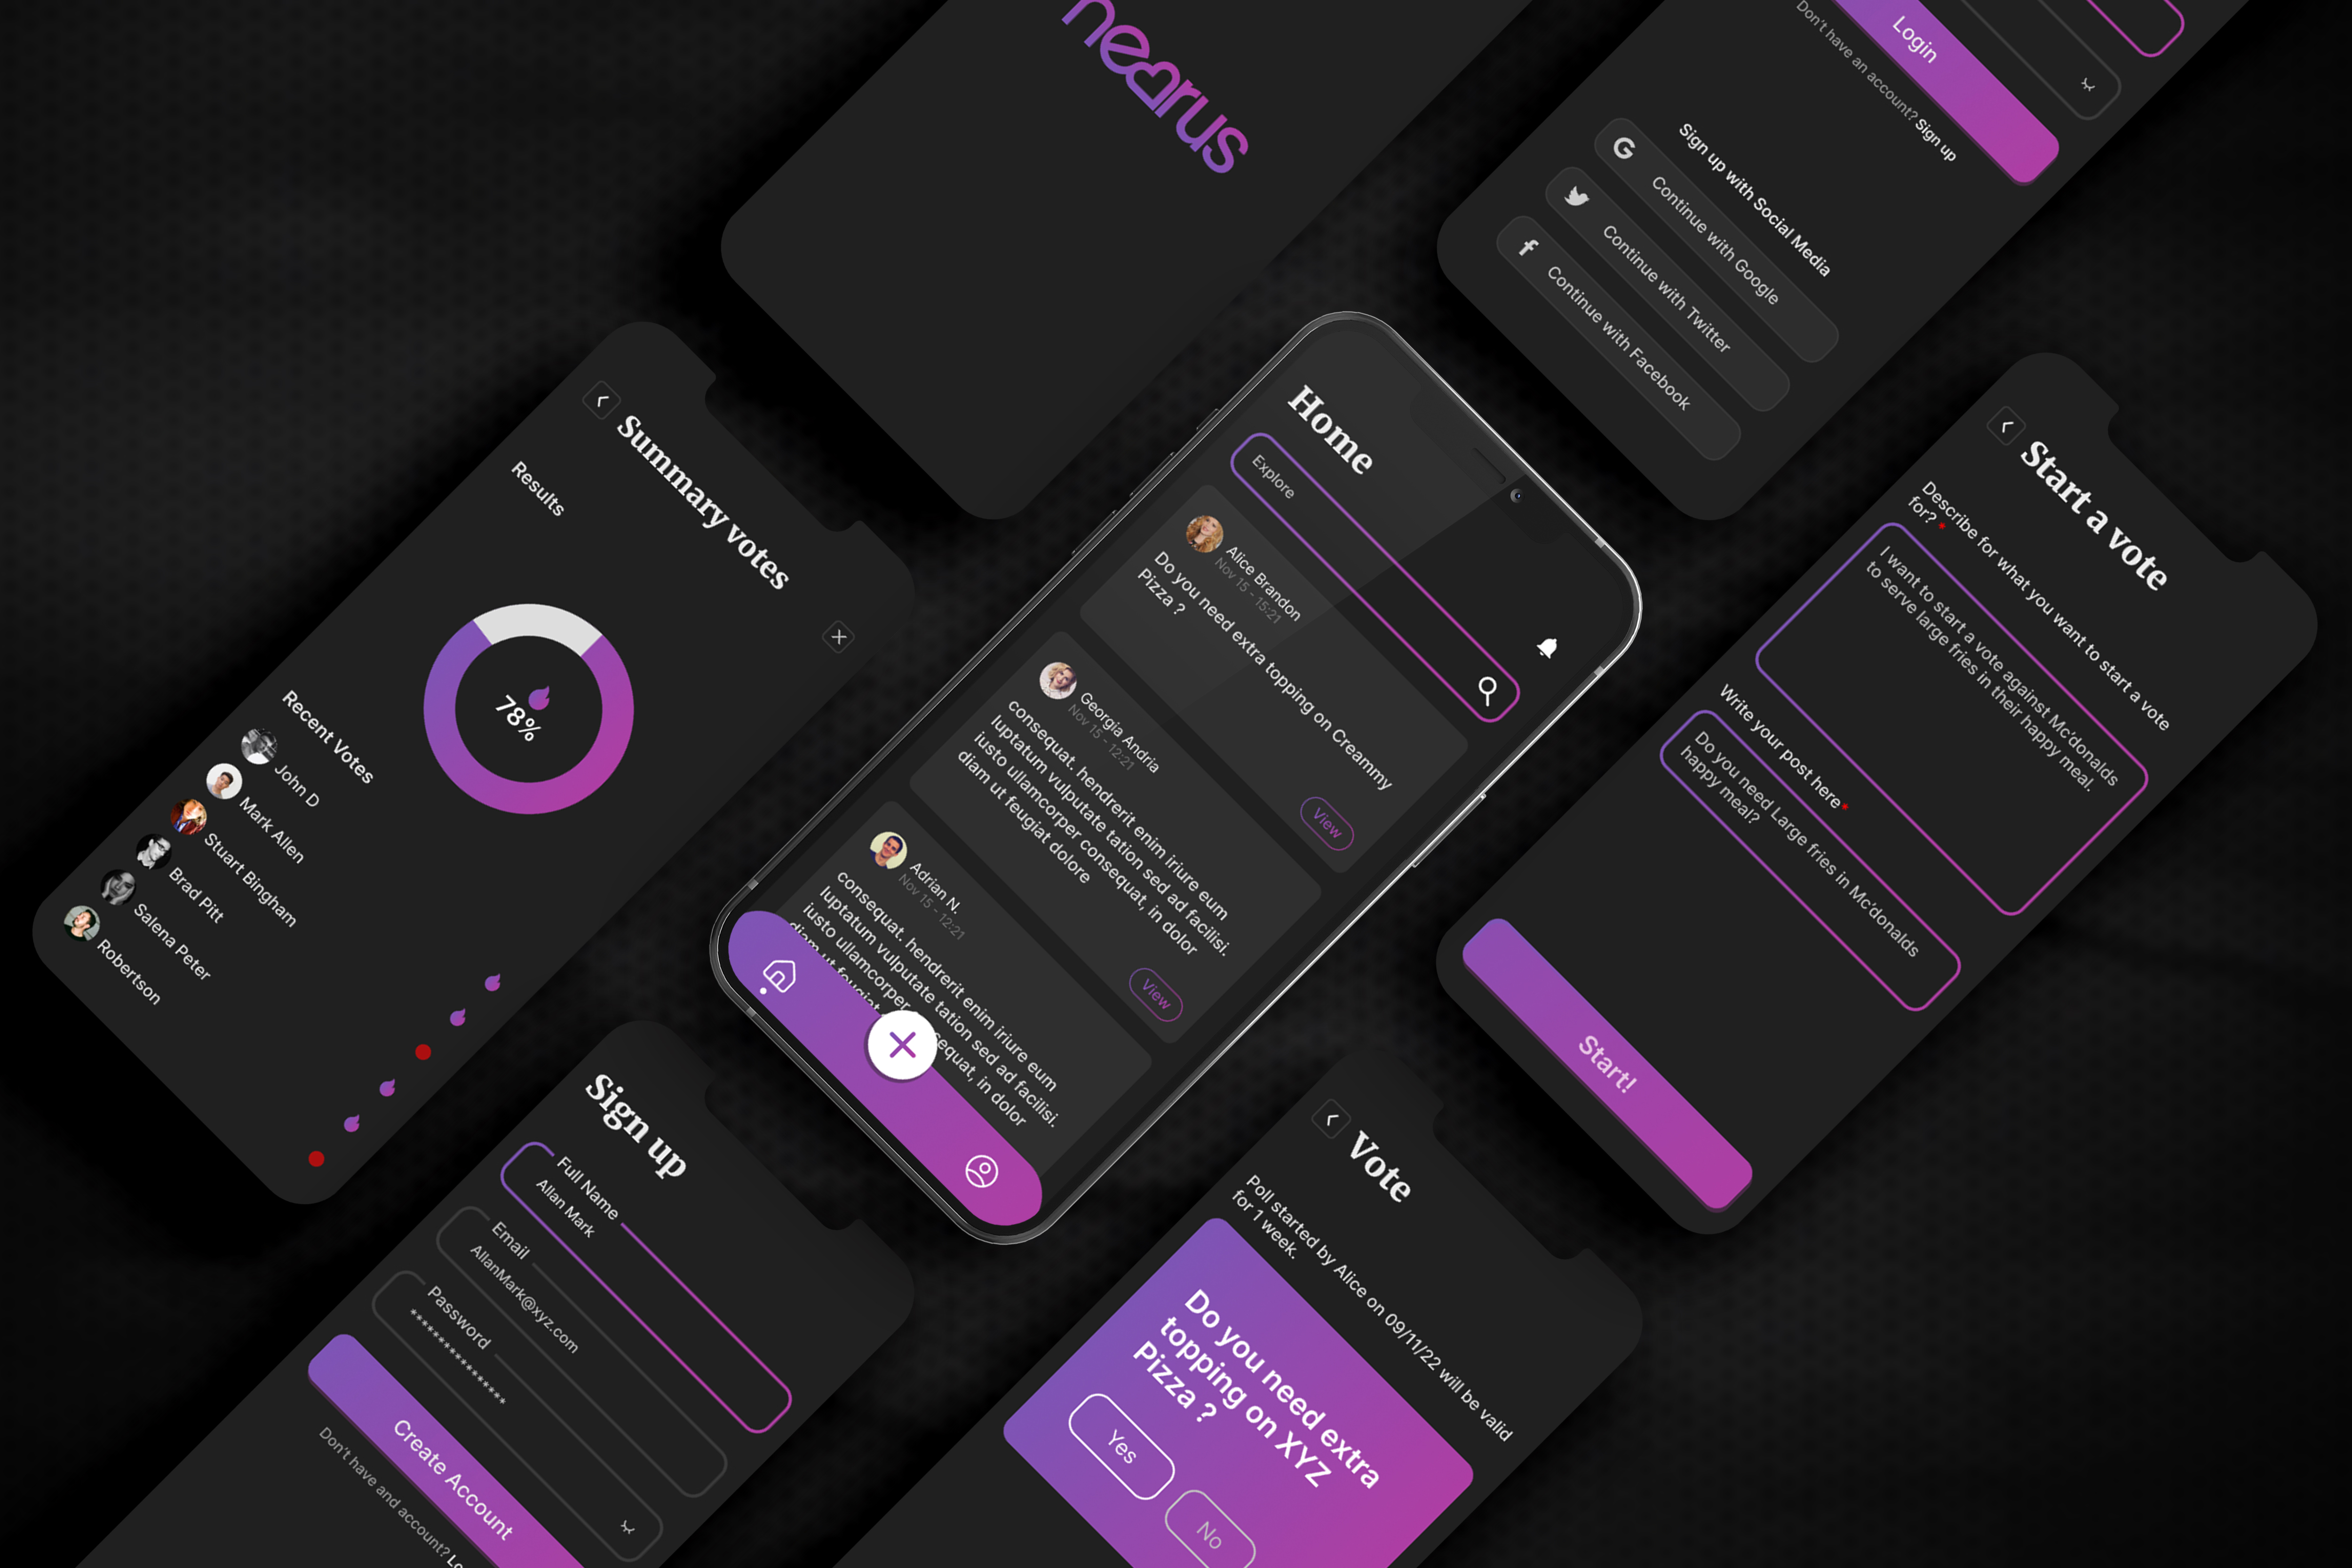 nearus
Login
Don't have an account? Sign up
Sign up with Social Media
G
Continue with Google
Continue with Twitter
f
Continue with Facebook
Summary votes
Results
78%
Recent Votes
John D
Mark Allen
Stuart Bingham
Brad Pitt
Salena Peter
Robertson
Home
Explore
Alice Brandon
Nov 15 - 15:21
Do you need extra topping on Creammy
Pizza ?
View
Georgia Andria
Nov 15 - 12:21
consequat. hendrerit enim iriure eum
luptatum vulputate tation sed ad facilisi.
iusto ullamcorper consequat, in dolor
diam ut feugiat dolore
View
Adrian N.
Nov 15 - 12:21
consequat. hendrerit enim iriure eum
luptatum vulputate tation sed ad facilisi.
iusto ullamcorper consequat, in dolor
diam ut feugiat
Start a vote
Describe for what you want to start a vote
for? *
I want to start a vote against Mc'donalds
to serve large fries in their happy meal.
Write your post here*
Do you need Large fries in Mc'donalds
happy meal?
Start!
Sign up
Full Name
Allan Mark
Email
AllanMark@xyz.com
Password
****************
Create Account
Don't have and account?
Vote
Poll started by Alice on 09/11/22 will be valid
for 1 week.
Do you need extra
topping on XYZ
Pizza ?
Yes
No